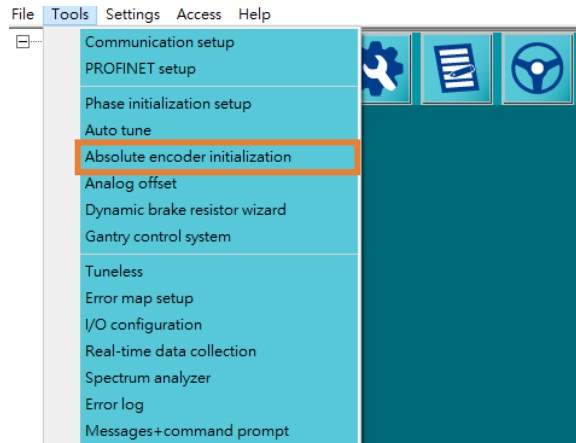 File Tools Settings Access Help
Communication setup
PROFINET setup
Phase initialization setup
Auto tune
Absolute encoder initialization
Analog offset
Dynamic brake resistor wizard
Gantry control system
Tuneless
Error map setup
I/O configuration
Real-time data collection
Spectrum analyzer
Error log
Messages+command prompt